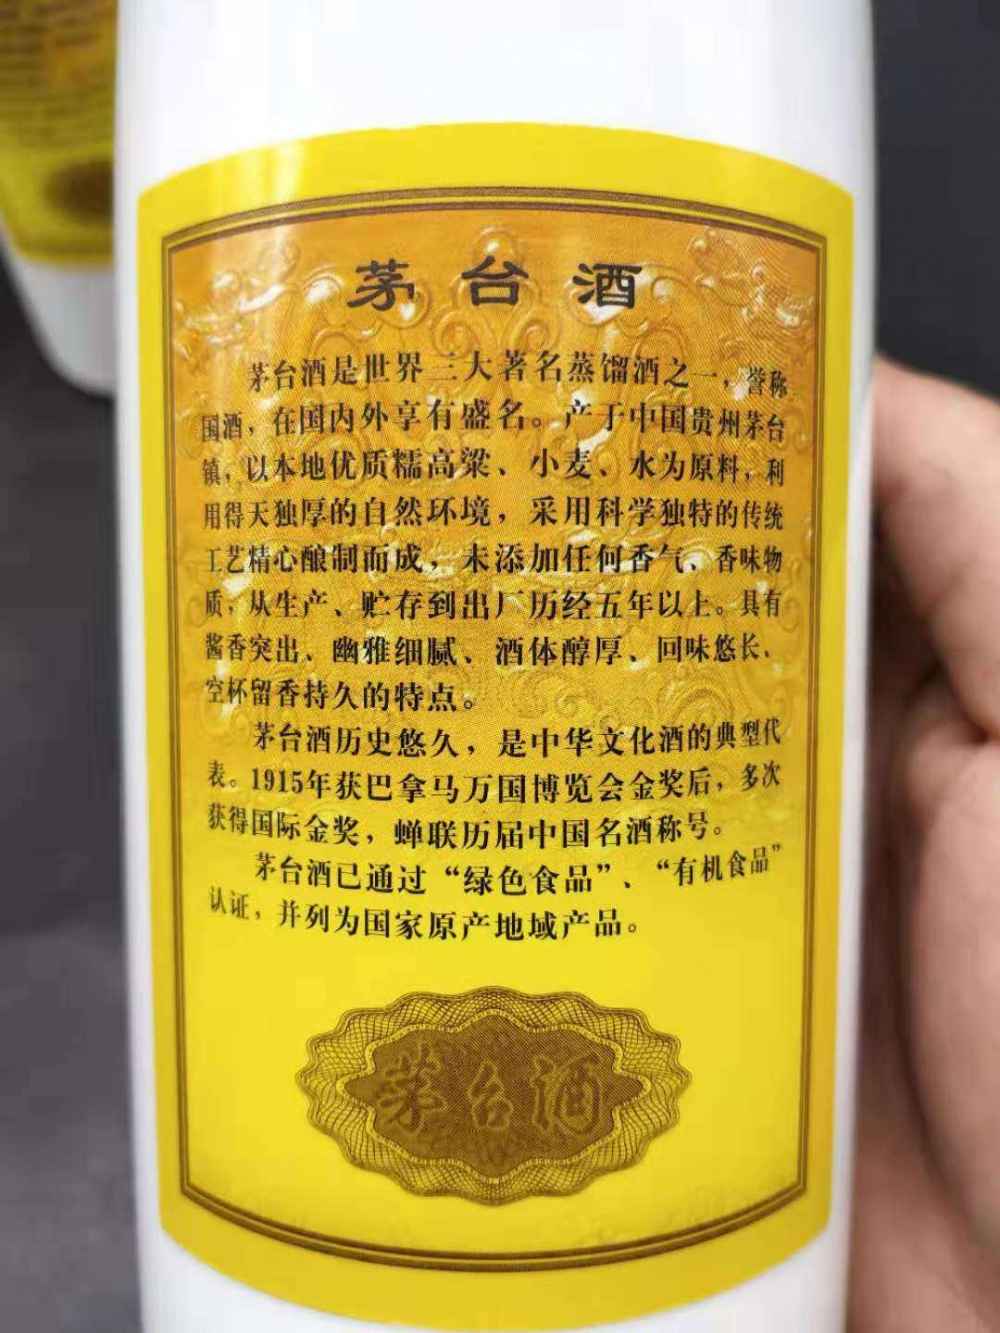 茅台酒
茅台酒是世界三大著名蒸馏酒之一，誉称
国酒，在国内外享有盛名。产于中国贵州茅台
镇，以本地优质糯高粱、小麦、水为原料，利
用得天独厚的自然环境，采用科学独特的传统
工艺精心酿制而成，未添加任何香气、香味物
质，从生产、贮存到出厂历经五年以上。具有
酱香突出、幽雅细腻、酒体醇厚、回味悠长、
空杯留香持久的特点。
茅台酒历史悠久，是中华文化酒的典型代
表。1915年获巴拿马万国博览会金奖后，多次
获得国际金奖，蝉联历届中国名酒称号。
茅台酒已通过“绿色食品”、“有机食品”
认证，并列为国家原产地域产品。
茅台酒